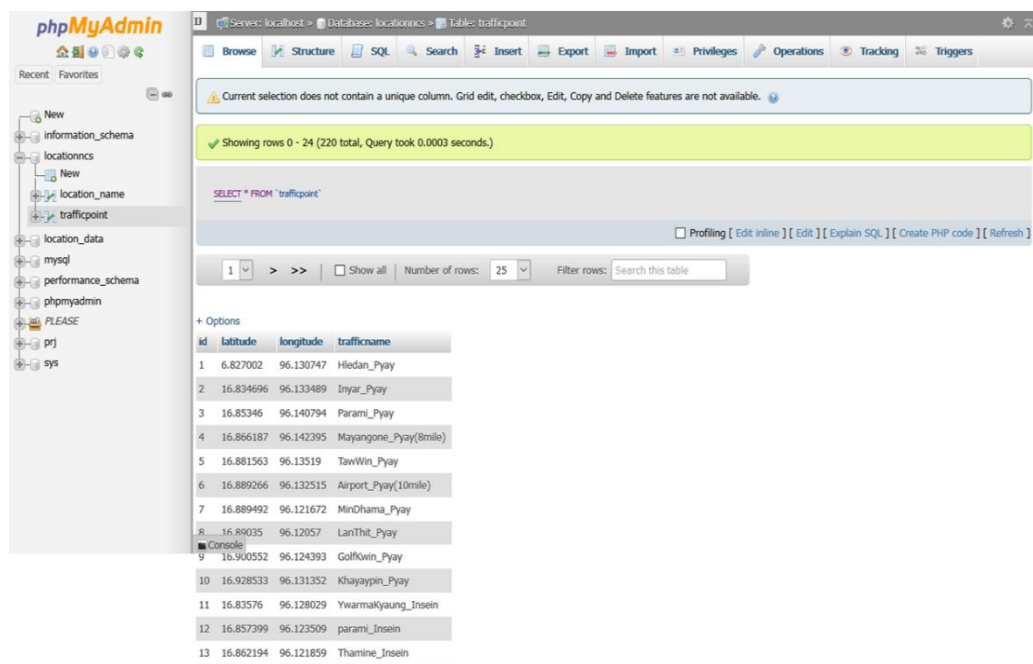 phpMyAdmin
Recent Favorites
New
information_schema
locationncs
New
location_name
trafficpoint
location_data
mysql
performance_schema
phpmyadmin
PLEASE
prj
sys
Server: localhost » Database: locationncs » Table: trafficpoint
Browse Structure SQL Search Insert Export Import Privileges Operations Tracking Triggers
Current selection does not contain a unique column. Grid edit, checkbox, Edit, Copy and Delete features are not available.
Showing rows 0 - 24 (220 total, Query took 0.0003 seconds.)
SELECT * FROM `trafficpoint`
Profiling [ Edit inline ] [ Edit ] [ Explain SQL ] [ Create PHP code ] [ Refresh ]
1 > >> Show all Number of rows: 25 Filter rows: Search this table
+ Options
id latitude longitude trafficname
1 6.827002 96.130747 Hledan_Pyay
2 16.834696 96.133489 Inyar_Pyay
3 16.85346 96.140794 Parami_Pyay
4 16.866187 96.142395 Mayangone_Pyay(8mile)
5 16.881563 96.13519 TawWin_Pyay
6 16.889266 96.132515 Airport_Pyay(10mile)
7 16.889492 96.121672 MinDhama_Pyay
8 16.89035 96.12057 LanThit_Pyay
Console
9 16.900552 96.124393 GolfKwin_Pyay
10 16.928533 96.131352 Khayaypin_Pyay
11 16.83576 96.128029 YwarmaKyaung_Insein
12 16.857399 96.123509 parami_Insein
13 16.862194 96.121859 Thamine_Insein